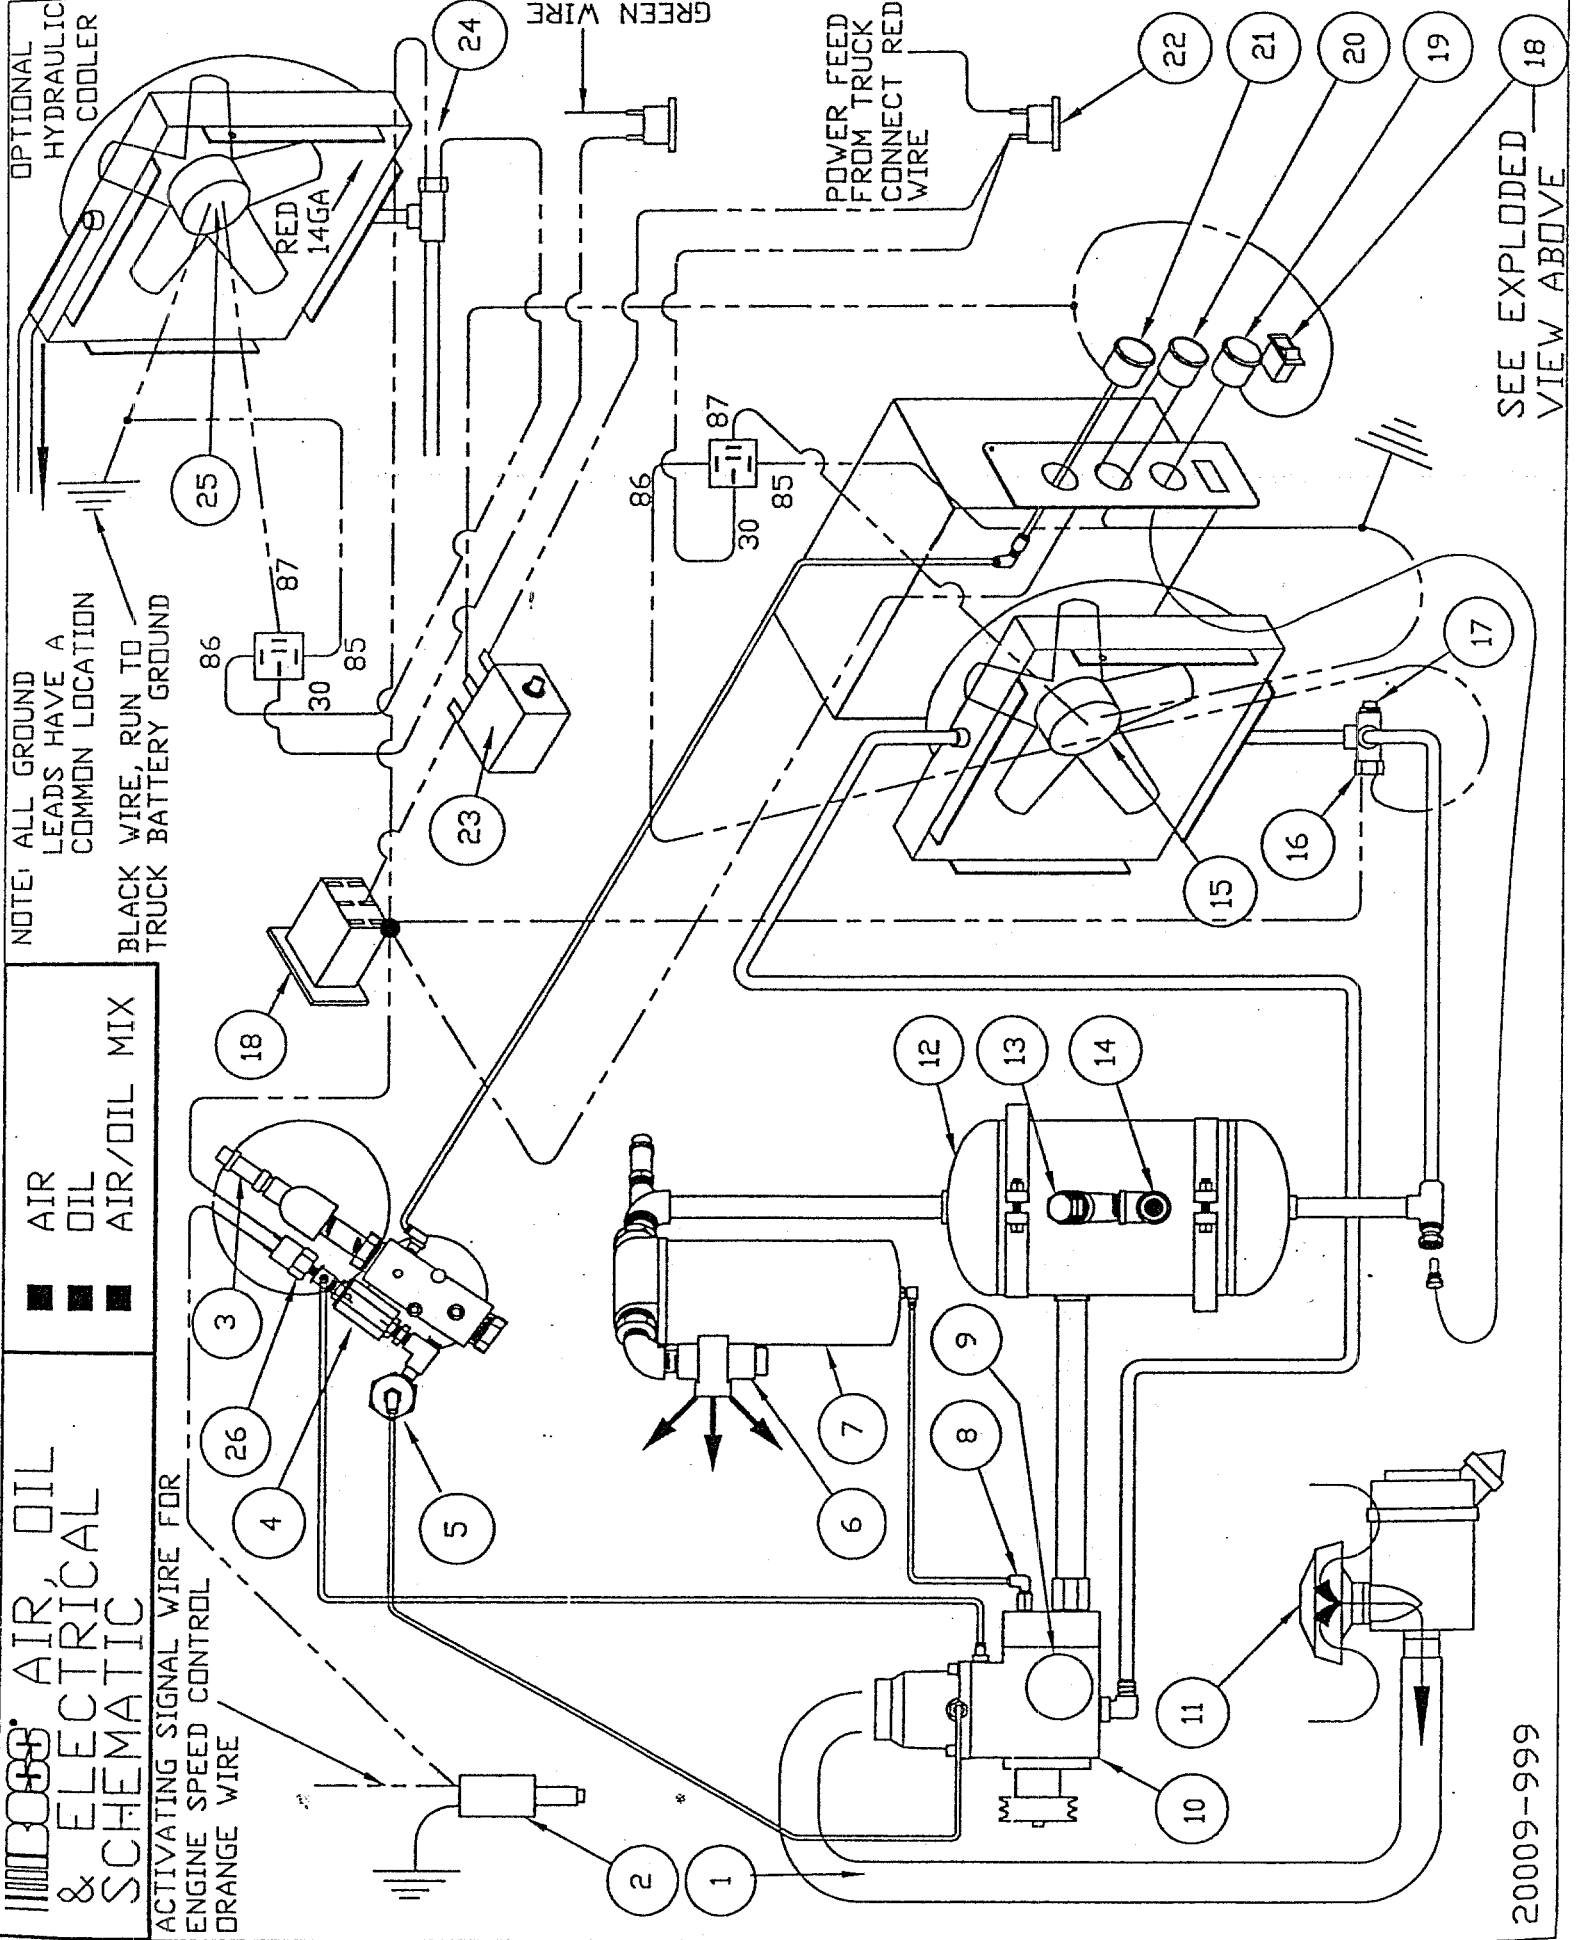 BOSS AIR, OIL
& ELECTRICAL
SCHEMATIC
AIR
OIL
AIR/OIL MIX
NOTE: ALL GROUND
LEADS HAVE A
COMMON LOCATION
BLACK WIRE, RUN TO
TRUCK BATTERY GROUND
OPTIONAL
HYDRAULIC
COOLER
RED
14GA
GREEN WIRE
POWER FEED
FROM TRUCK
CONNECT RED
WIRE
ACTIVATING SIGNAL WIRE FOR
ENGINE SPEED CONTROL
ORANGE WIRE
86
87
30
85
86
87
30
85
1
2
3
4
5
6
7
8
9
10
11
12
13
14
15
16
17
18
18
19
20
21
22
23
24
25
26
SEE EXPLODED
VIEW ABOVE
20009-999